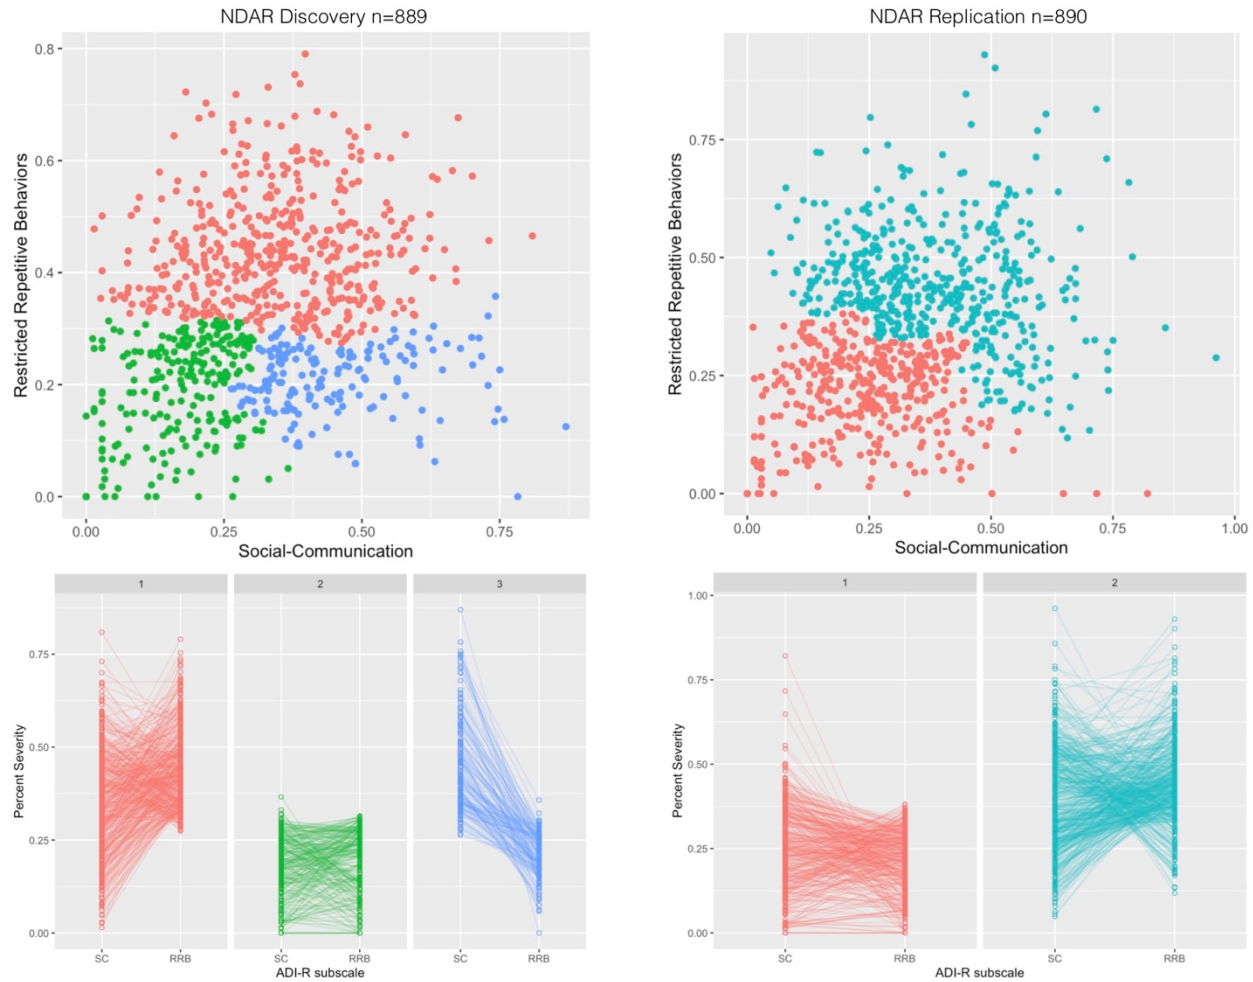 NDAR Discovery n=889
NDAR Replication n=890
Restricted Repetitive Behaviors
0.8
0.6
0.4
0.2
0.0
0.00 0.25 0.50 0.75
Social-Communication
Restricted Repetitive Behaviors
0.75
0.50
0.25
0.00
0.00 0.25 0.50 0.75 1.00
Social-Communication
1 2 3
Percent Severity
0.75
0.50
0.25
0.00
SC RRB SC RRB SC RRB
ADI-R subscale
1 2
Percent Severity
1.00
0.75
0.50
0.25
0.00
SC RRB SC RRB
ADI-R subscale